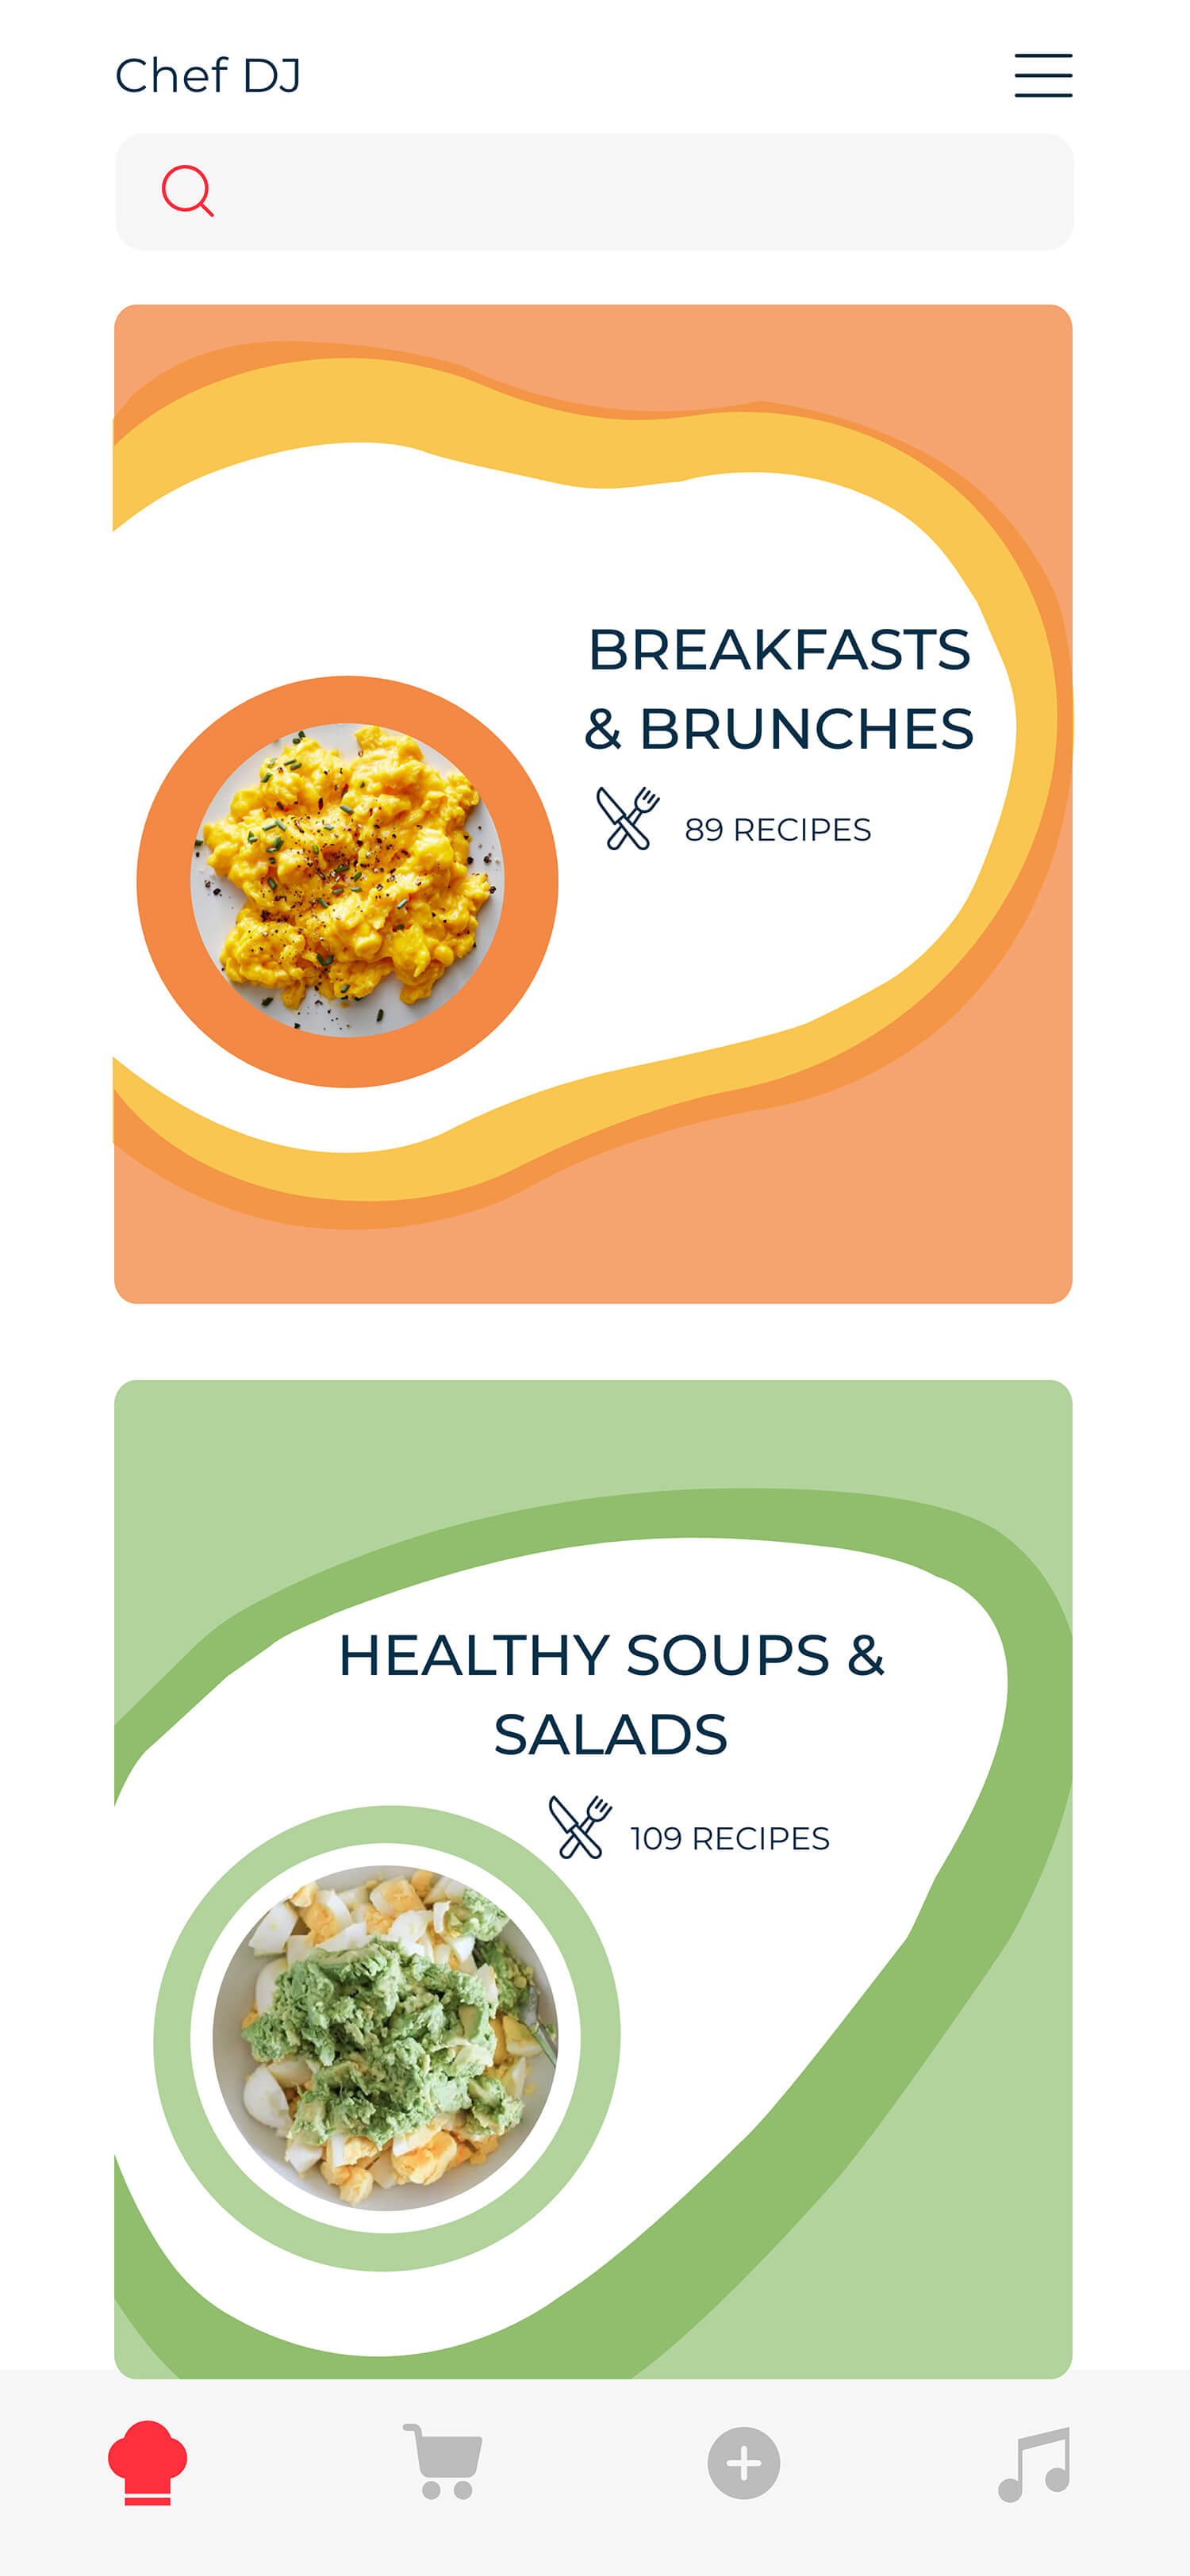 Chef DJ
BREAKFASTS
& BRUNCHES
89 RECIPES
HEALTHY SOUPS &
SALADS
109 RECIPES